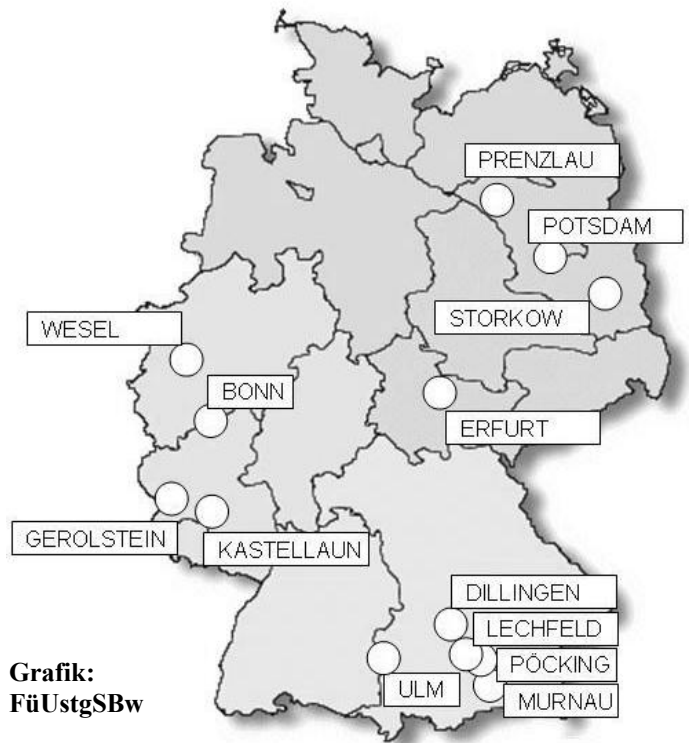 PRENZLAU
POTSDAM
STORKOW
WESEL
BONN
ERFURT
GEROLSTEIN
KASTELLAUN
DILLINGEN
LECHFELD
PÖCKING
ULM
MURNAU
Grafik:
FüUstgSBw